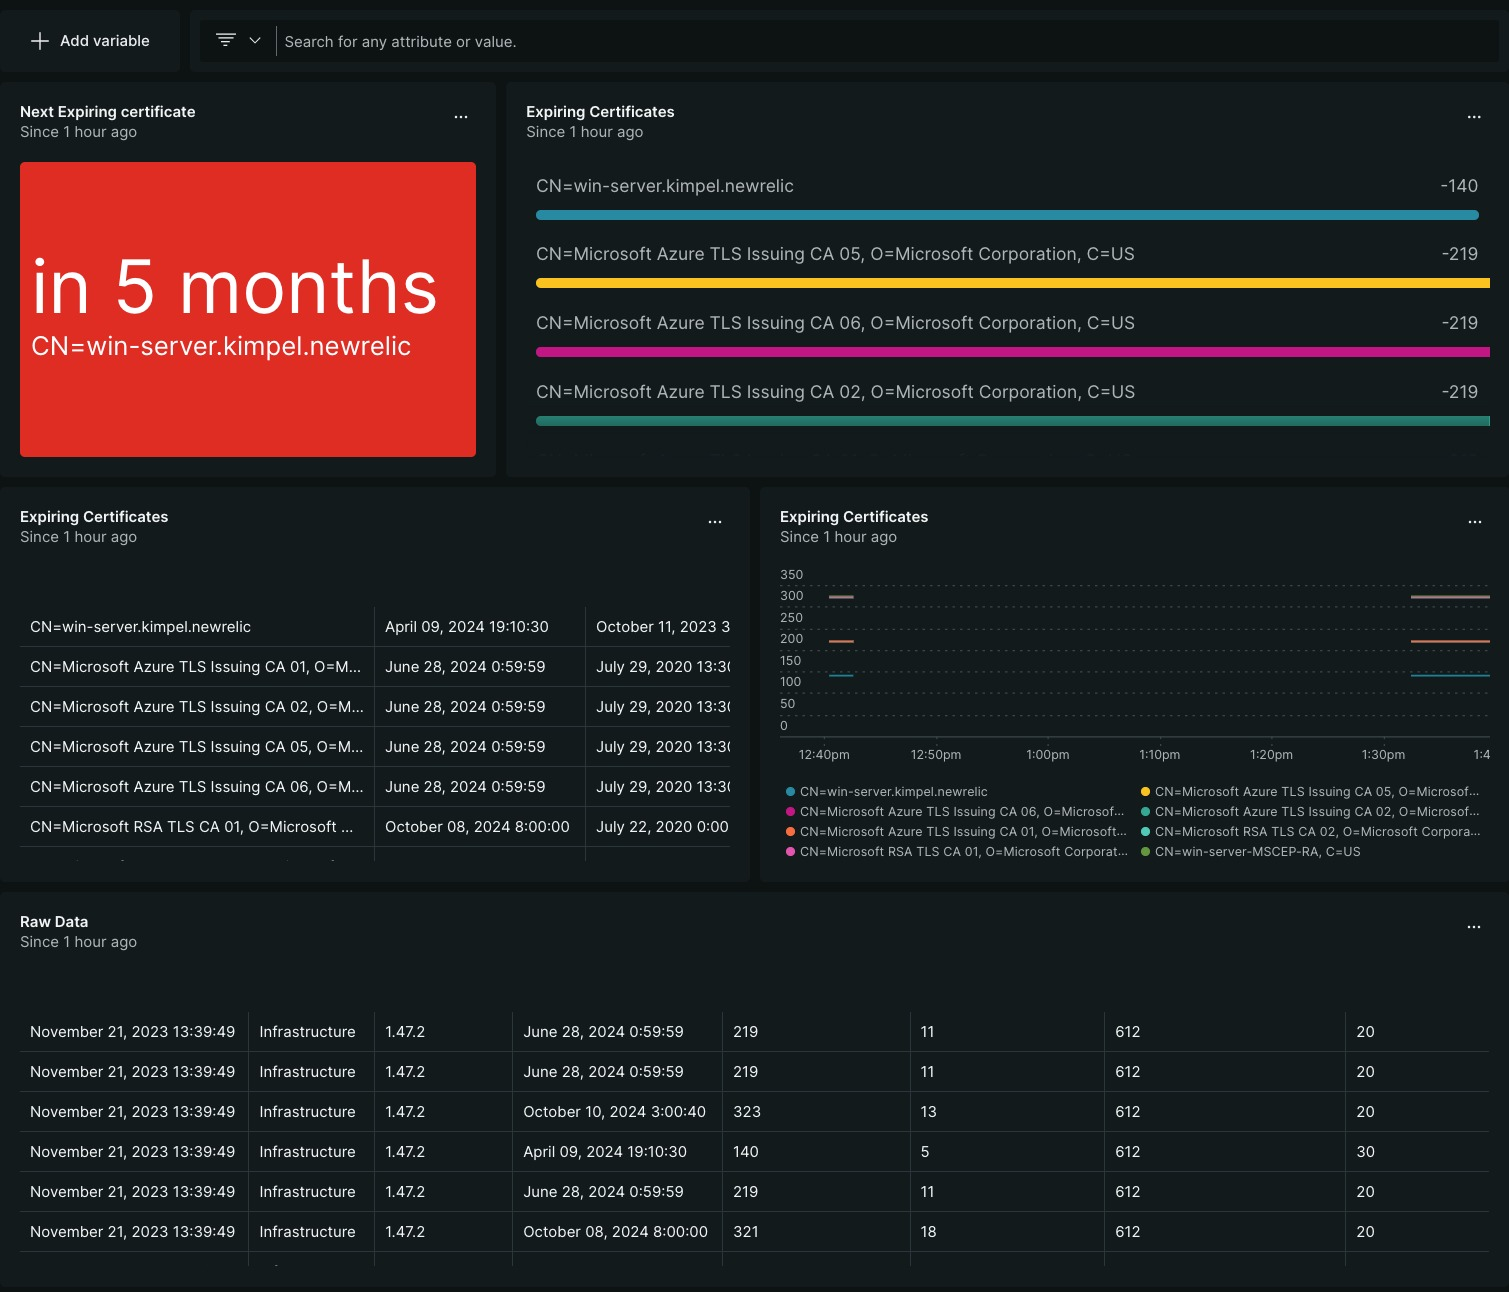 Add variable
Search for any attribute or value.
Next Expiring certificate
Since 1 hour ago
...
in 5 months
CN=win-server.kimpel.newrelic
Expiring Certificates
Since 1 hour ago
...
CN=win-server.kimpel.newrelic -140
CN=Microsoft Azure TLS Issuing CA 05, O=Microsoft Corporation, C=US -219
CN=Microsoft Azure TLS Issuing CA 06, O=Microsoft Corporation, C=US -219
CN=Microsoft Azure TLS Issuing CA 02, O=Microsoft Corporation, C=US -219
Expiring Certificates
Since 1 hour ago
...
CN=win-server.kimpel.newrelic April 09, 2024 19:10:30 October 11, 2023 3
CN=Microsoft Azure TLS Issuing CA 01, O=M... June 28, 2024 0:59:59 July 29, 2020 13:30
CN=Microsoft Azure TLS Issuing CA 02, O=M... June 28, 2024 0:59:59 July 29, 2020 13:30
CN=Microsoft Azure TLS Issuing CA 05, O=M... June 28, 2024 0:59:59 July 29, 2020 13:30
CN=Microsoft Azure TLS Issuing CA 06, O=M... June 28, 2024 0:59:59 July 29, 2020 13:30
CN=Microsoft RSA TLS CA 01, O=Microsoft ... October 08, 2024 8:00:00 July 22, 2020 0:00
Expiring Certificates
Since 1 hour ago
...
350
300
250
200
150
100
50
0
12:40pm 12:50pm 1:00pm 1:10pm 1:20pm 1:30pm 1:4
CN=win-server.kimpel.newrelic CN=Microsoft Azure TLS Issuing CA 05, O=Microsof...
CN=Microsoft Azure TLS Issuing CA 06, O=Microsof... CN=Microsoft Azure TLS Issuing CA 02, O=Microsof...
CN=Microsoft Azure TLS Issuing CA 01, O=Microsoft... CN=Microsoft RSA TLS CA 02, O=Microsoft Corpora...
CN=Microsoft RSA TLS CA 01, O=Microsoft Corporat... CN=win-server-MSCEP-RA, C=US
Raw Data
Since 1 hour ago
...
November 21, 2023 13:39:49 Infrastructure 1.47.2 June 28, 2024 0:59:59 219 11 612 20
November 21, 2023 13:39:49 Infrastructure 1.47.2 June 28, 2024 0:59:59 219 11 612 20
November 21, 2023 13:39:49 Infrastructure 1.47.2 October 10, 2024 3:00:40 323 13 612 20
November 21, 2023 13:39:49 Infrastructure 1.47.2 April 09, 2024 19:10:30 140 5 612 30
November 21, 2023 13:39:49 Infrastructure 1.47.2 June 28, 2024 0:59:59 219 11 612 20
November 21, 2023 13:39:49 Infrastructure 1.47.2 October 08, 2024 8:00:00 321 18 612 20